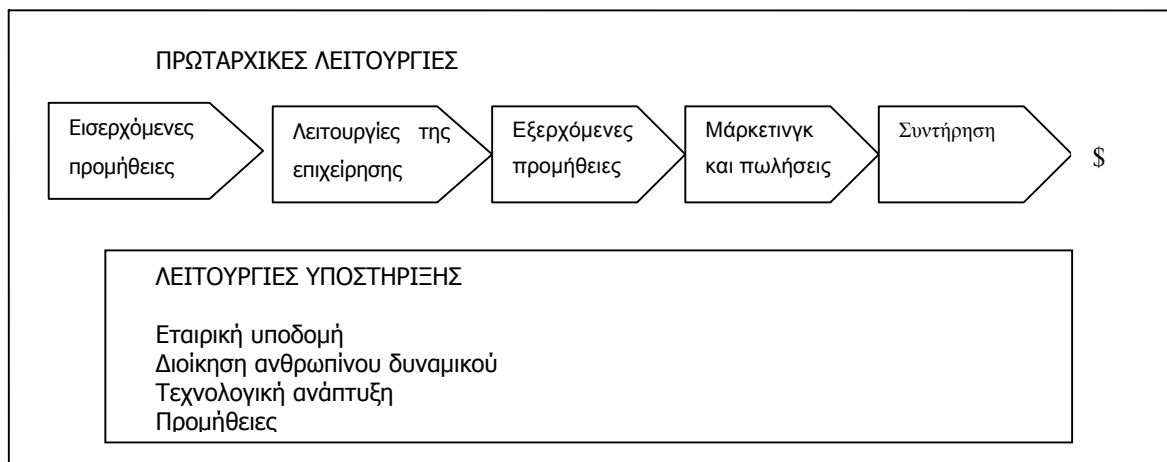 ΠΡΩΤΑΡΧΙΚΕΣ ΛΕΙΤΟΥΡΓΙΕΣ
Εισερχόμενες
προμήθειες
Λειτουργίες της
επιχείρησης
Εξερχόμενες
προμήθειες
Μάρκετινγκ
και πωλήσεις
Συντήρηση
$
ΛΕΙΤΟΥΡΓΙΕΣ ΥΠΟΣΤΗΡΙΞΗΣ
Εταιρική υποδομή
Διοίκηση ανθρωπίνου δυναμικού
Τεχνολογική ανάπτυξη
Προμήθειες